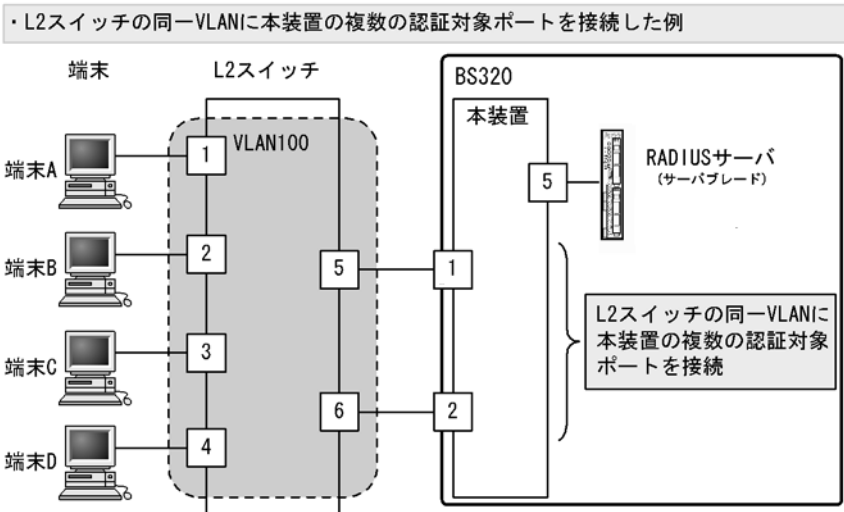 ・L2スイッチの同一VLANに本装置の複数の認証対象ポートを接続した例
端末
L2スイッチ
BS320
本装置
VLAN100
RADIUSサーバ
(サーバブレード)
端末A
1
5
端末B
2
5
1
L2スイッチの同一VLANに
本装置の複数の認証対象
ポートを接続
端末C
3
6
2
端末D
4